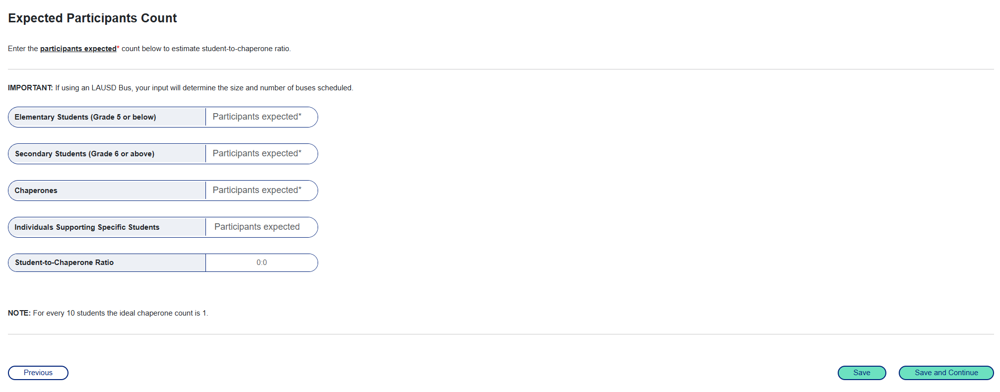 Expected Participants Count
Enter the participants expected* count below to estimate student-to-chaperone ratio.
IMPORTANT: If using an LAUSD Bus, your input will determine the size and number of buses scheduled.
Elementary Students (Grade 5 or below) Participants expected*
Secondary Students (Grade 6 or above) Participants expected*
Chaperones Participants expected*
Individuals Supporting Specific Students Participants expected
Student-to-Chaperone Ratio 0:0
NOTE: For every 10 students the ideal chaperone count is 1.
Previous Save Save and Continue